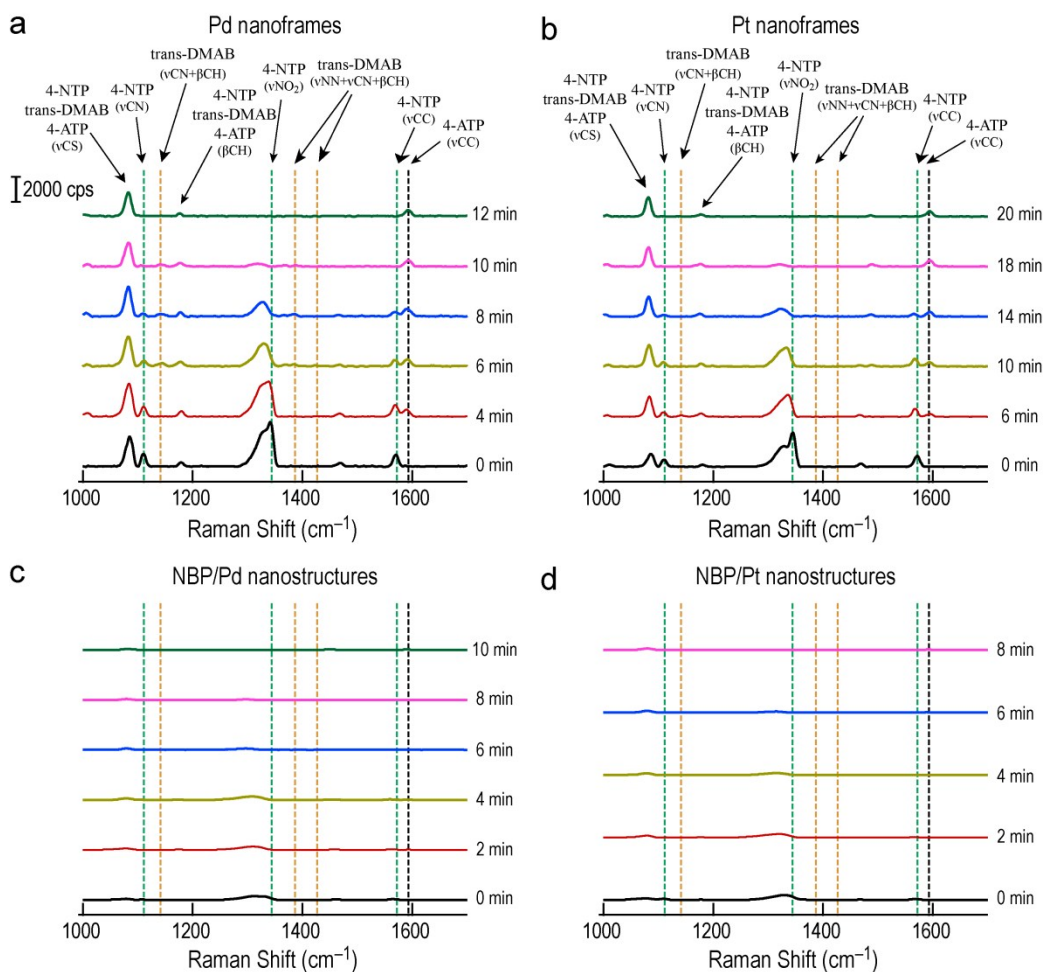 a
Pd nanoframes
4-NTP
trans-DMAB
4-ATP
(νCS)
4-NTP
(νCN)
trans-DMAB
(νCN+βCH)
4-NTP
trans-DMAB
4-ATP
(βCH)
4-NTP
(νNO₂)
trans-DMAB
(νNN+νCN+βCH)
4-NTP
(νCC)
4-ATP
(νCC)
2000 cps
12 min
10 min
8 min
6 min
4 min
0 min
1000 1200 1400 1600
Raman Shift (cm⁻¹)
b
Pt nanoframes
4-NTP
trans-DMAB
4-ATP
(νCS)
4-NTP
(νCN)
trans-DMAB
(νCN+βCH)
4-NTP
trans-DMAB
4-ATP
(βCH)
4-NTP
(νNO₂)
trans-DMAB
(νNN+νCN+βCH)
4-NTP
(νCC)
4-ATP
(νCC)
20 min
18 min
14 min
10 min
6 min
0 min
1000 1200 1400 1600
Raman Shift (cm⁻¹)
c
NBP/Pd nanostructures
10 min
8 min
6 min
4 min
2 min
0 min
1000 1200 1400 1600
Raman Shift (cm⁻¹)
d
NBP/Pt nanostructures
8 min
6 min
4 min
2 min
0 min
1000 1200 1400 1600
Raman Shift (cm⁻¹)